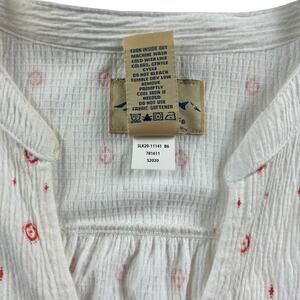 TURN INSIDE OUT
MACHINE WASH
COLD WITH LIKE
COLORS, GENTLE
CYCLE
DO NOT BLEACH
TUMBLE DRY LOW
REMOVE
PROMPTLY
COOL IRON IF
NEEDED
DO NOT USE
FABRIC SOFTENER
SLK20-11141 B6
781611
S2020